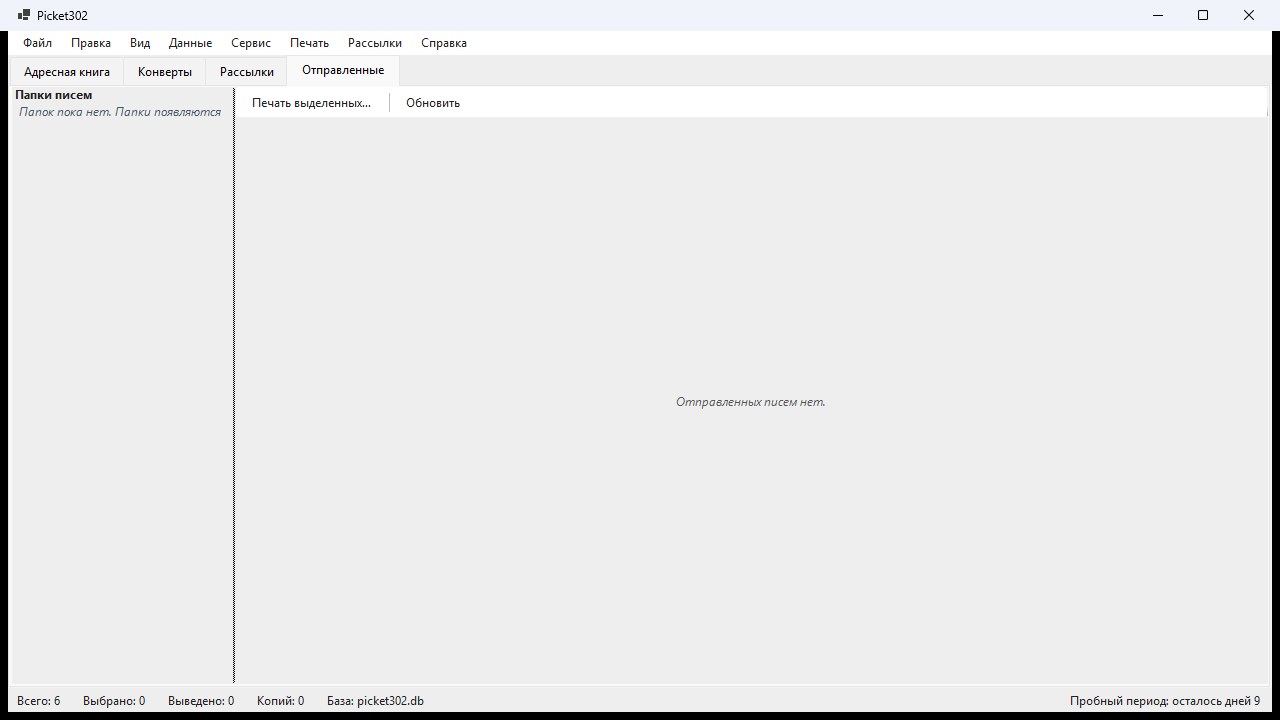 Picket302
Файл Правка Вид Данные Сервис Печать Рассылки Справка
Адресная книга Конверты Рассылки Отправленные
Папки писем
Папок пока нет. Папки появляются
Печать выделенных... Обновить
Отправленных писем нет.
Всего: 6 Выбрано: 0 Выведено: 0 Копий: 0 База: picket302.db Пробный период: осталось дней 9